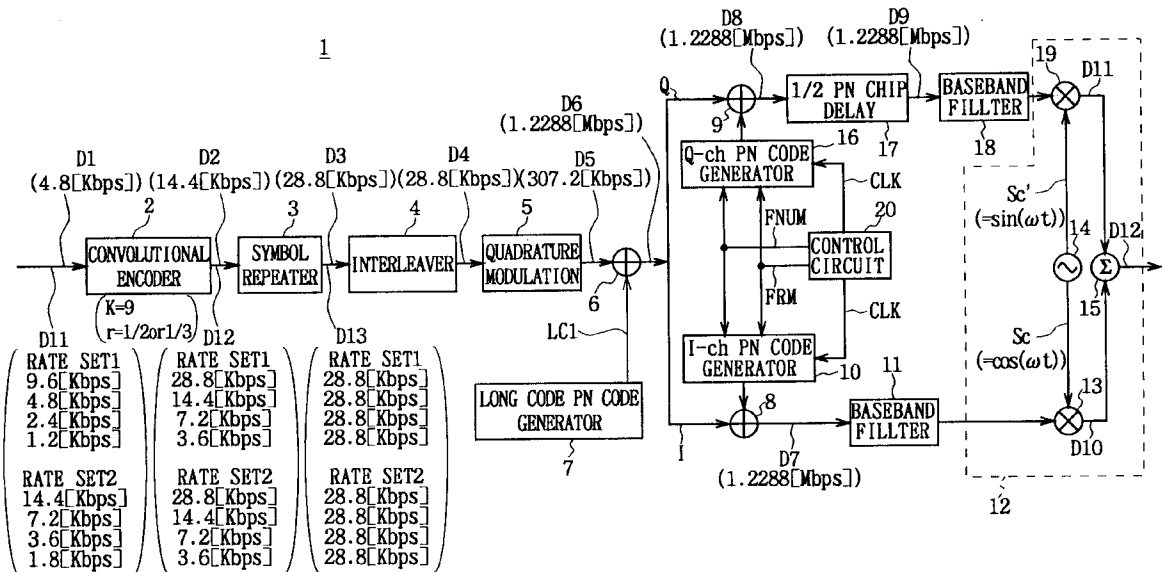 1
D8
(1.2288[Mbps])
D9
(1.2288[Mbps])
19
D11
Q
9
1/2 PN CHIP
DELAY
17
BASEBAND
FILLTER
18
D6
(1.2288[Mbps])
16
Q-ch PN CODE
GENERATOR
CLK
FNUM
20
CONTROL
CIRCUIT
FRM
CLK
Sc'
(=sin(ωt))
14
D12
Σ
15
Sc
(=cos(ωt))
D1
(4.8[Kbps])
D2
(14.4[Kbps])
D3
(28.8[Kbps])
D4
(28.8[Kbps])
D5
(307.2[Kbps])
2
CONVOLUTIONAL
ENCODER
(K=9
r=1/2or1/3)
3
SYMBOL
REPEATER
4
INTERLEAVER
5
QUADRATURE
MODULATION
6
LC1
LONG CODE PN CODE
GENERATOR
7
I-ch PN CODE
GENERATOR
10
8
I
D7
(1.2288[Mbps])
11
BASEBAND
FILLTER
13
D10
12
D11
RATE SET1
9.6[Kbps]
4.8[Kbps]
2.4[Kbps]
1.2[Kbps]
RATE SET2
14.4[Kbps]
7.2[Kbps]
3.6[Kbps]
1.8[Kbps]
D12
RATE SET1
28.8[Kbps]
14.4[Kbps]
7.2[Kbps]
3.6[Kbps]
RATE SET2
28.8[Kbps]
14.4[Kbps]
7.2[Kbps]
3.6[Kbps]
D13
RATE SET1
28.8[Kbps]
28.8[Kbps]
28.8[Kbps]
28.8[Kbps]
RATE SET2
28.8[Kbps]
28.8[Kbps]
28.8[Kbps]
28.8[Kbps]